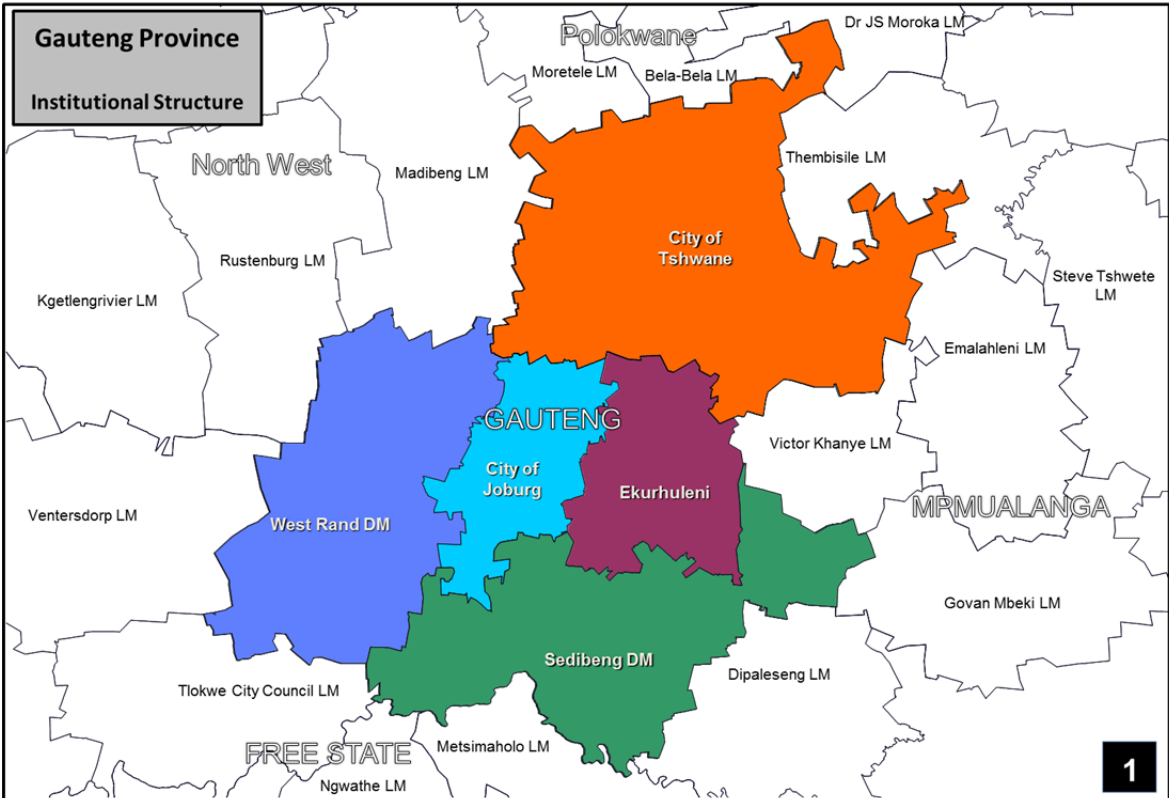 Gauteng Province
Institutional Structure
Polokwane
Dr JS Moroka LM
Moretele LM
Bela-Bela LM
North West
Madibeng LM
Thembisile LM
City of
Tshwane
Rustenburg LM
Kgetlengrivier LM
Steve Tshwete
LM
Emalahleni LM
GAUTENG
Victor Khanye LM
City of
Joburg
Ekurhuleni
MPMUALANGA
Ventersdorp LM
West Rand DM
Govan Mbeki LM
Sedibeng DM
Dipaleseng LM
Tlokwe City Council LM
FREE STATE
Metsimaholo LM
Ngwathe LM
1